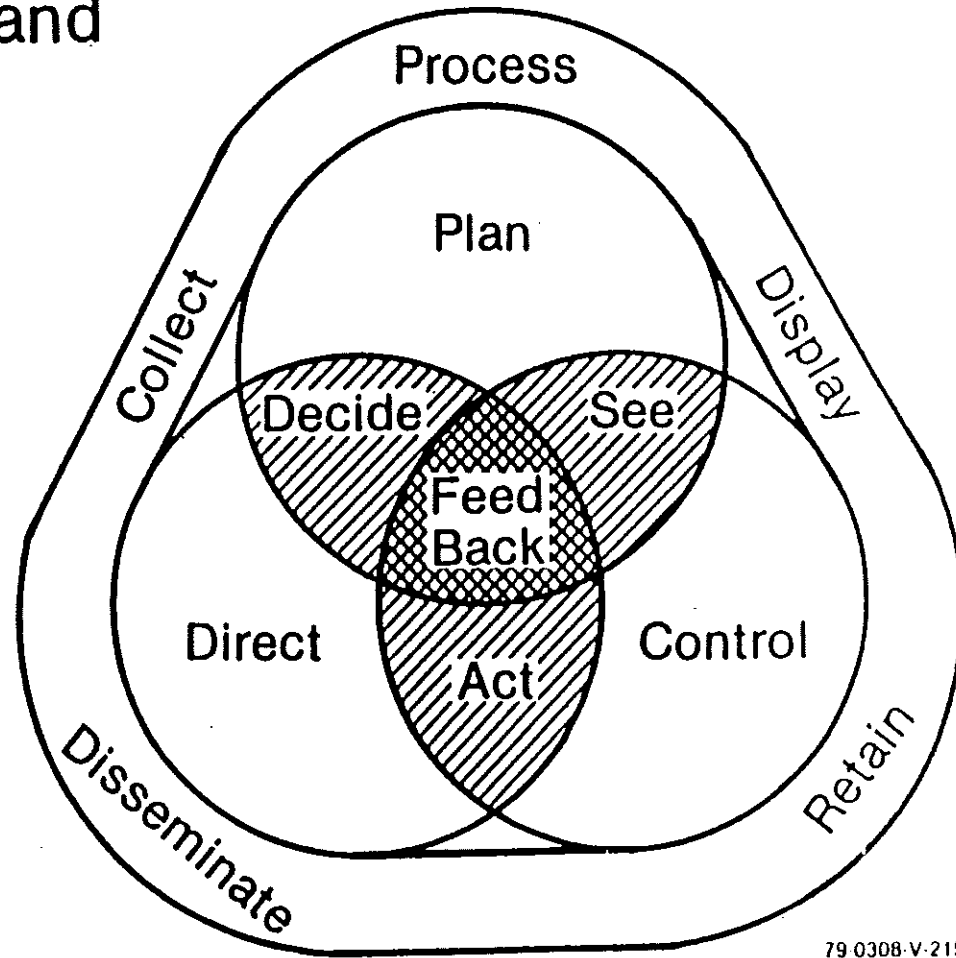 and
Process
Plan
Collect
Display
Decide
See
Feed
Back
Direct
Control
Act
Disseminate
Retain